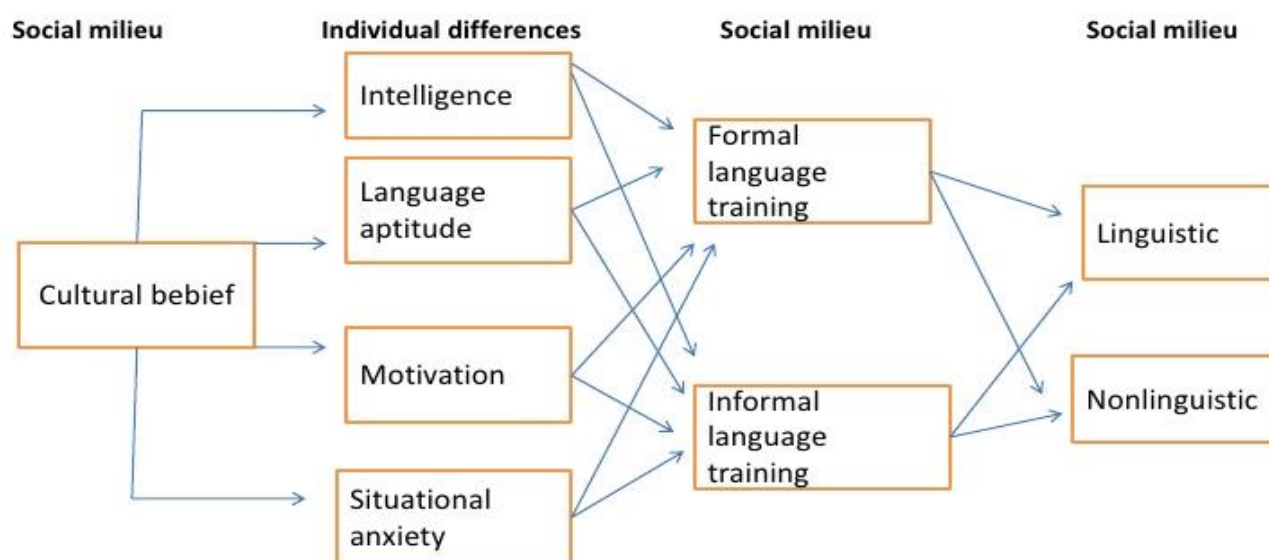 Social milieu
Individual differences
Social milieu
Social milieu
Intelligence
Formal
language
training
Language
aptitude
Linguistic
Cultural bebief
Motivation
Nonlinguistic
Informal
language
training
Situational
anxiety